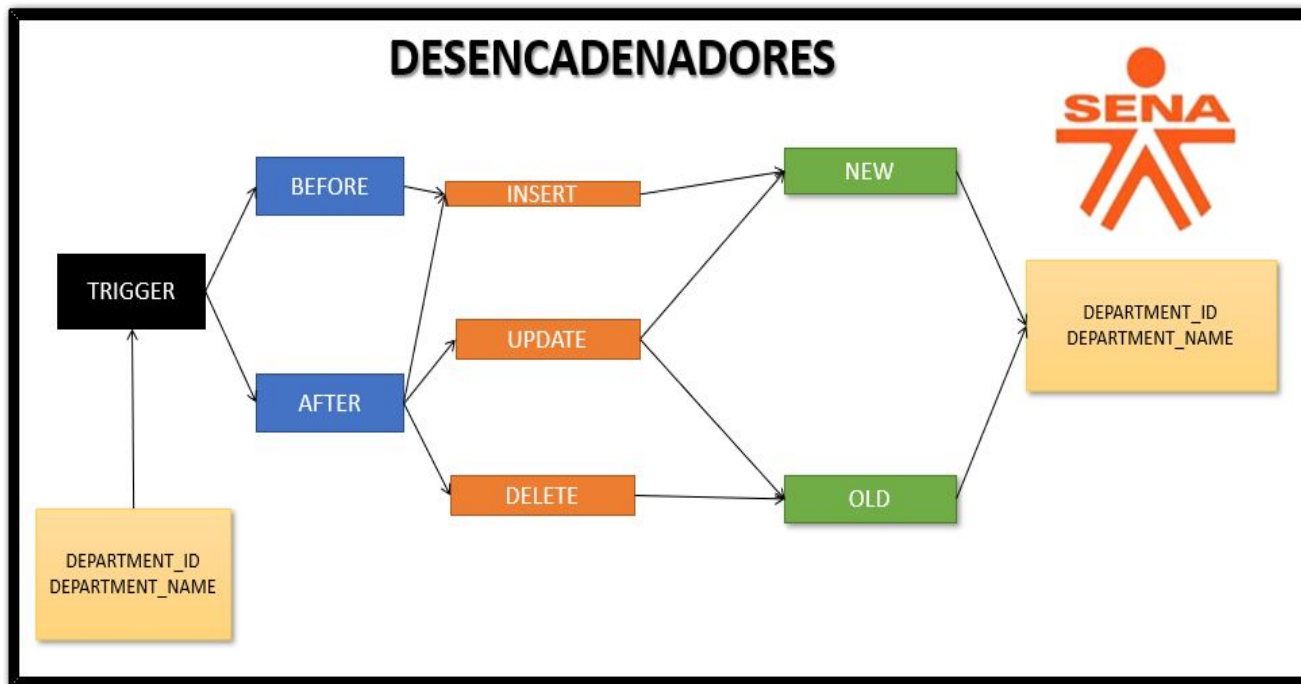 DESENCADENADORES
SENA
BEFORE
INSERT
NEW
TRIGGER
DEPARTMENT_ID
DEPARTMENT_NAME
UPDATE
AFTER
DELETE
OLD
DEPARTMENT_ID
DEPARTMENT_NAME